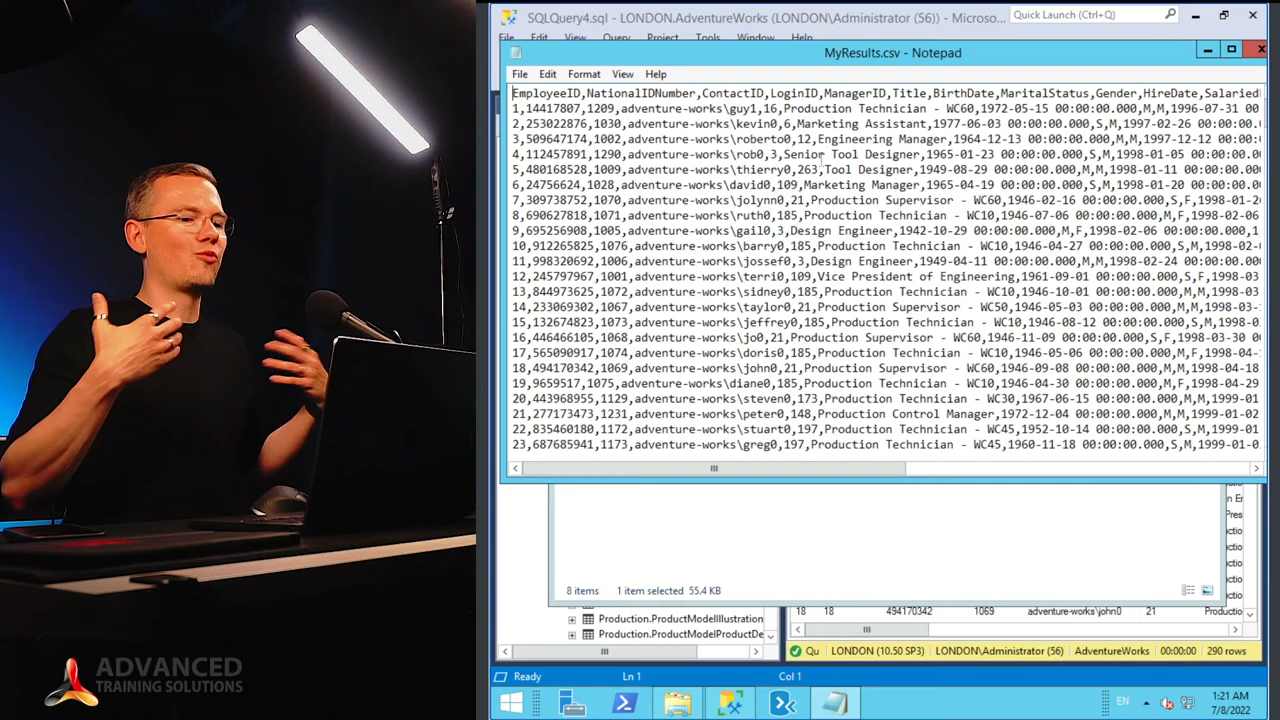 SQLQuery4.sql - LONDON.AdventureWorks (LONDON\Administrator (56)) - Microso...
Quick Launch (Ctrl+Q)
File Edit View Query Project Tools Window Help
MyResults.csv - Notepad
File Edit Format View Help
EmployeeID,NationalIDNumber,ContactID,LoginID,ManagerID,Title,BirthDate,MaritalStatus,Gender,HireDate,Salaried
1,14417807,1209,adventure-works\guy1,16,Production Technician - WC60,1972-05-15 00:00:00.000,M,M,1996-07-31 00
2,253022876,1030,adventure-works\kevin0,6,Marketing Assistant,1977-06-03 00:00:00.000,S,M,1997-02-26 00:00:00.
3,509647174,1002,adventure-works\roberto0,12,Engineering Manager,1964-12-13 00:00:00.000,M,M,1997-12-12 00:00:
4,112457891,1290,adventure-works\rob0,3,Senior Tool Designer,1965-01-23 00:00:00.000,S,M,1998-01-05 00:00:00.0
5,480168528,1009,adventure-works\thierry0,263,Tool Designer,1949-08-29 00:00:00.000,M,M,1998-01-11 00:00:00.00
6,24756624,1028,adventure-works\david0,109,Marketing Manager,1965-04-19 00:00:00.000,S,M,1998-01-20 00:00:00.0
7,309738752,1070,adventure-works\jolynn0,21,Production Supervisor - WC60,1946-02-16 00:00:00.000,S,F,1998-01-2
8,690627818,1071,adventure-works\ruth0,185,Production Technician - WC10,1946-07-06 00:00:00.000,M,F,1998-02-06
9,695256908,1005,adventure-works\gail0,3,Design Engineer,1942-10-29 00:00:00.000,M,F,1998-02-06 00:00:00.000,1
10,912265825,1076,adventure-works\barry0,185,Production Technician - WC10,1946-04-27 00:00:00.000,S,M,1998-02-
11,998320692,1006,adventure-works\jossef0,3,Design Engineer,1949-04-11 00:00:00.000,M,M,1998-02-24 00:00:00.00
12,245797967,1001,adventure-works\terri0,109,Vice President of Engineering,1961-09-01 00:00:00.000,S,F,1998-03
13,844973625,1072,adventure-works\sidney0,185,Production Technician - WC10,1946-10-01 00:00:00.000,M,M,1998-03
14,233069302,1067,adventure-works\taylor0,21,Production Supervisor - WC50,1946-05-03 00:00:00.000,M,M,1998-03-
15,132674823,1073,adventure-works\jeffrey0,185,Production Technician - WC10,1946-08-12 00:00:00.000,S,M,1998-0
16,446466105,1068,adventure-works\jo0,21,Production Supervisor - WC60,1946-11-09 00:00:00.000,S,F,1998-03-30 0
17,565090917,1074,adventure-works\doris0,185,Production Technician - WC10,1946-05-06 00:00:00.000,M,F,1998-04-
18,494170342,1069,adventure-works\john0,21,Production Supervisor - WC60,1946-09-08 00:00:00.000,M,M,1998-04-18
19,9659517,1075,adventure-works\diane0,185,Production Technician - WC10,1946-04-30 00:00:00.000,M,F,1998-04-29
20,443968955,1129,adventure-works\steven0,173,Production Technician - WC30,1967-06-15 00:00:00.000,M,M,1999-01
21,277173473,1231,adventure-works\peter0,148,Production Control Manager,1972-12-04 00:00:00.000,M,M,1999-01-02
22,835460180,1172,adventure-works\stuart0,197,Production Technician - WC45,1952-10-14 00:00:00.000,S,M,1999-01
23,687685941,1173,adventure-works\greg0,197,Production Technician - WC45,1960-11-18 00:00:00.000,S,M,1999-01-0
8 items 1 item selected 55.4 KB
Production.ProductModelIllustration
Production.ProductModelProductDe
18 18 494170342 1069 adventure-works\john0 21 Productio
Qu LONDON (10.50 SP3) LONDON\Administrator (56) AdventureWorks 00:00:00 290 rows
Ready Ln 1 Col 1
EN
1:21 AM
7/8/2022
ADVANCED
TRAINING SOLUTIONS